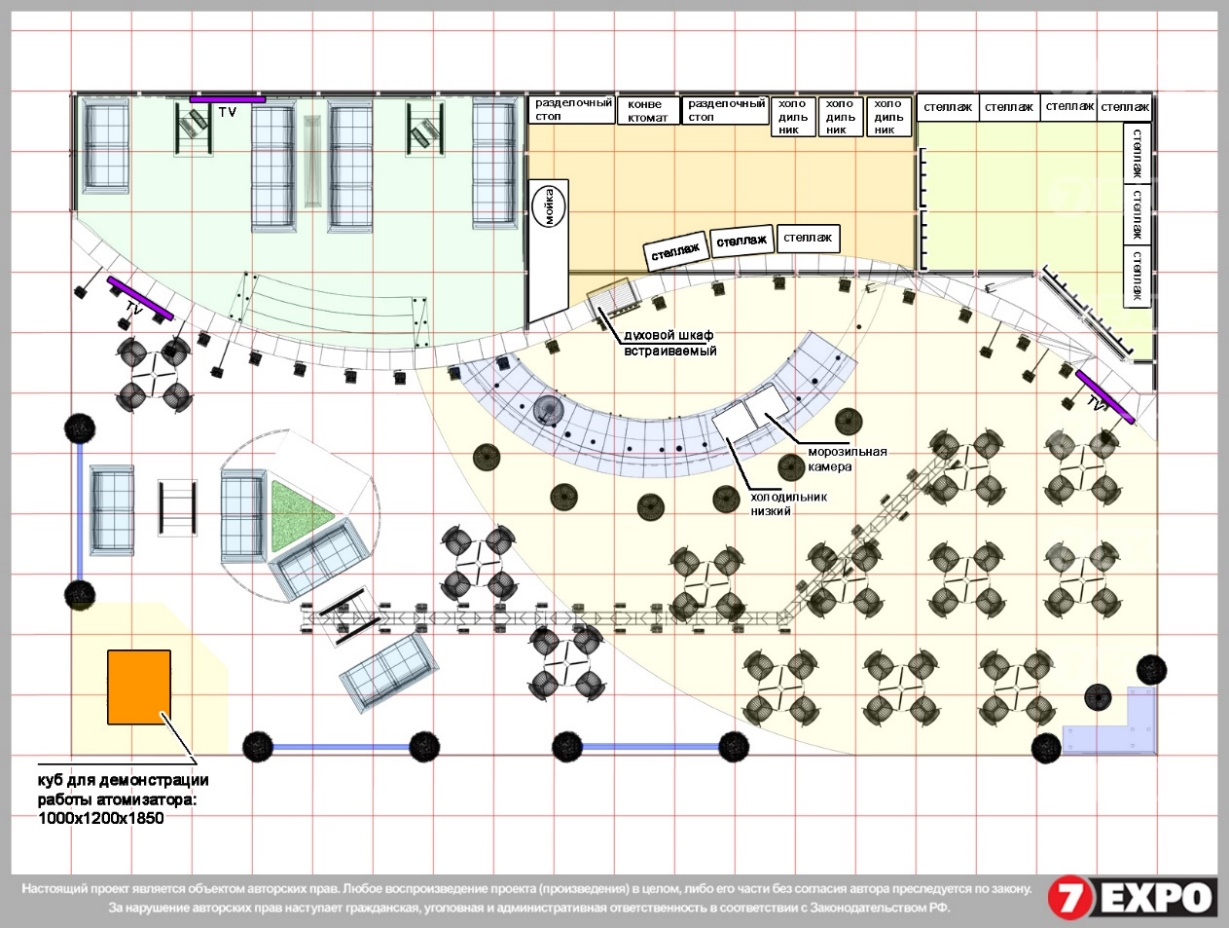 TV
разделочный
стол
конве
ктомат
разделочный
стол
холо
диль
ник
холо
диль
ник
холо
диль
ник
стеллаж
стеллаж
стеллаж
стеллаж
стеллаж
стеллаж
стеллаж
мойка
стеллаж
стеллаж
стеллаж
TV
духовой шкаф
встраиваемый
TV
морозильная
камера
холодильник
низкий
куб для демонстрации
работы атомизатора:
1000х1200х1850
Настоящий проект является объектом авторских прав. Любое воспроизведение проекта (произведения) в целом, либо его части без согласия автора преследуется по закону.
За нарушение авторских прав наступает гражданская, уголовная и административная ответственность в соответствии с Законодательством РФ.
7 EXPO